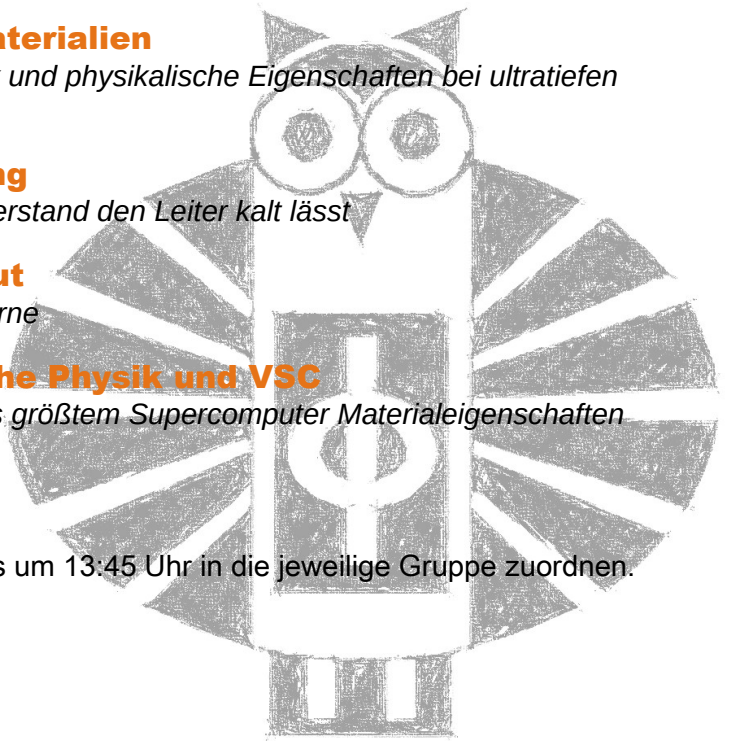 aterialien
und physikalische Eigenschaften bei ultratiefen
ng
erstand den Leiter kalt lässt
ut
rne
he Physik und VSC
s größtem Supercomputer Materialeigenschaften
s um 13:45 Uhr in die jeweilige Gruppe zuordnen.
Φ